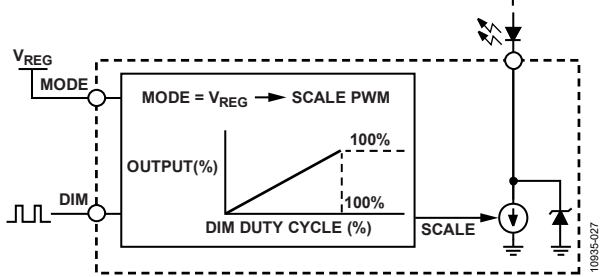 VREG
MODE
MODE = VREG → SCALE PWM
OUTPUT(%)
100%
100%
DIM
DIM DUTY CYCLE (%)
SCALE
10935-027